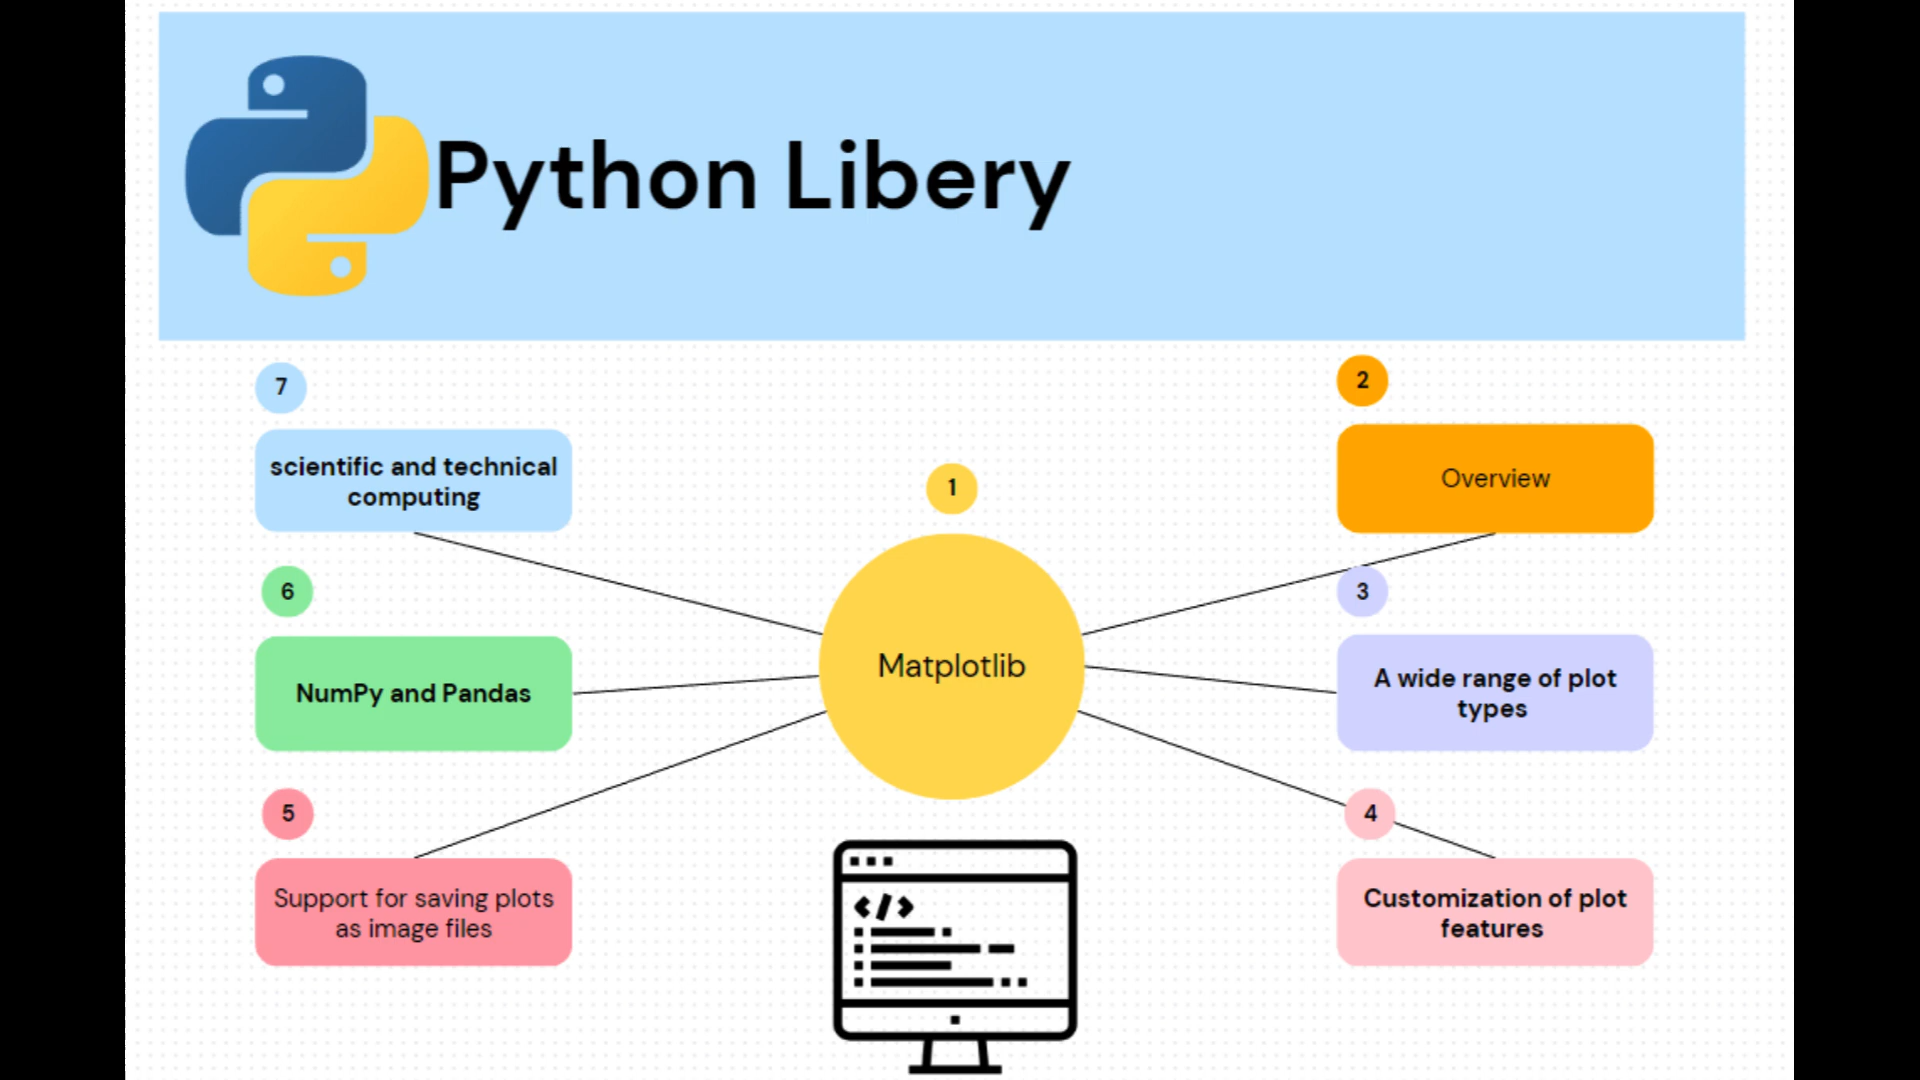 Python Libery
7
scientific and technical
computing
2
Overview
1
Matplotlib
6
NumPy and Pandas
3
A wide range of plot
types
5
Support for saving plots
as image files
4
Customization of plot
features
</>